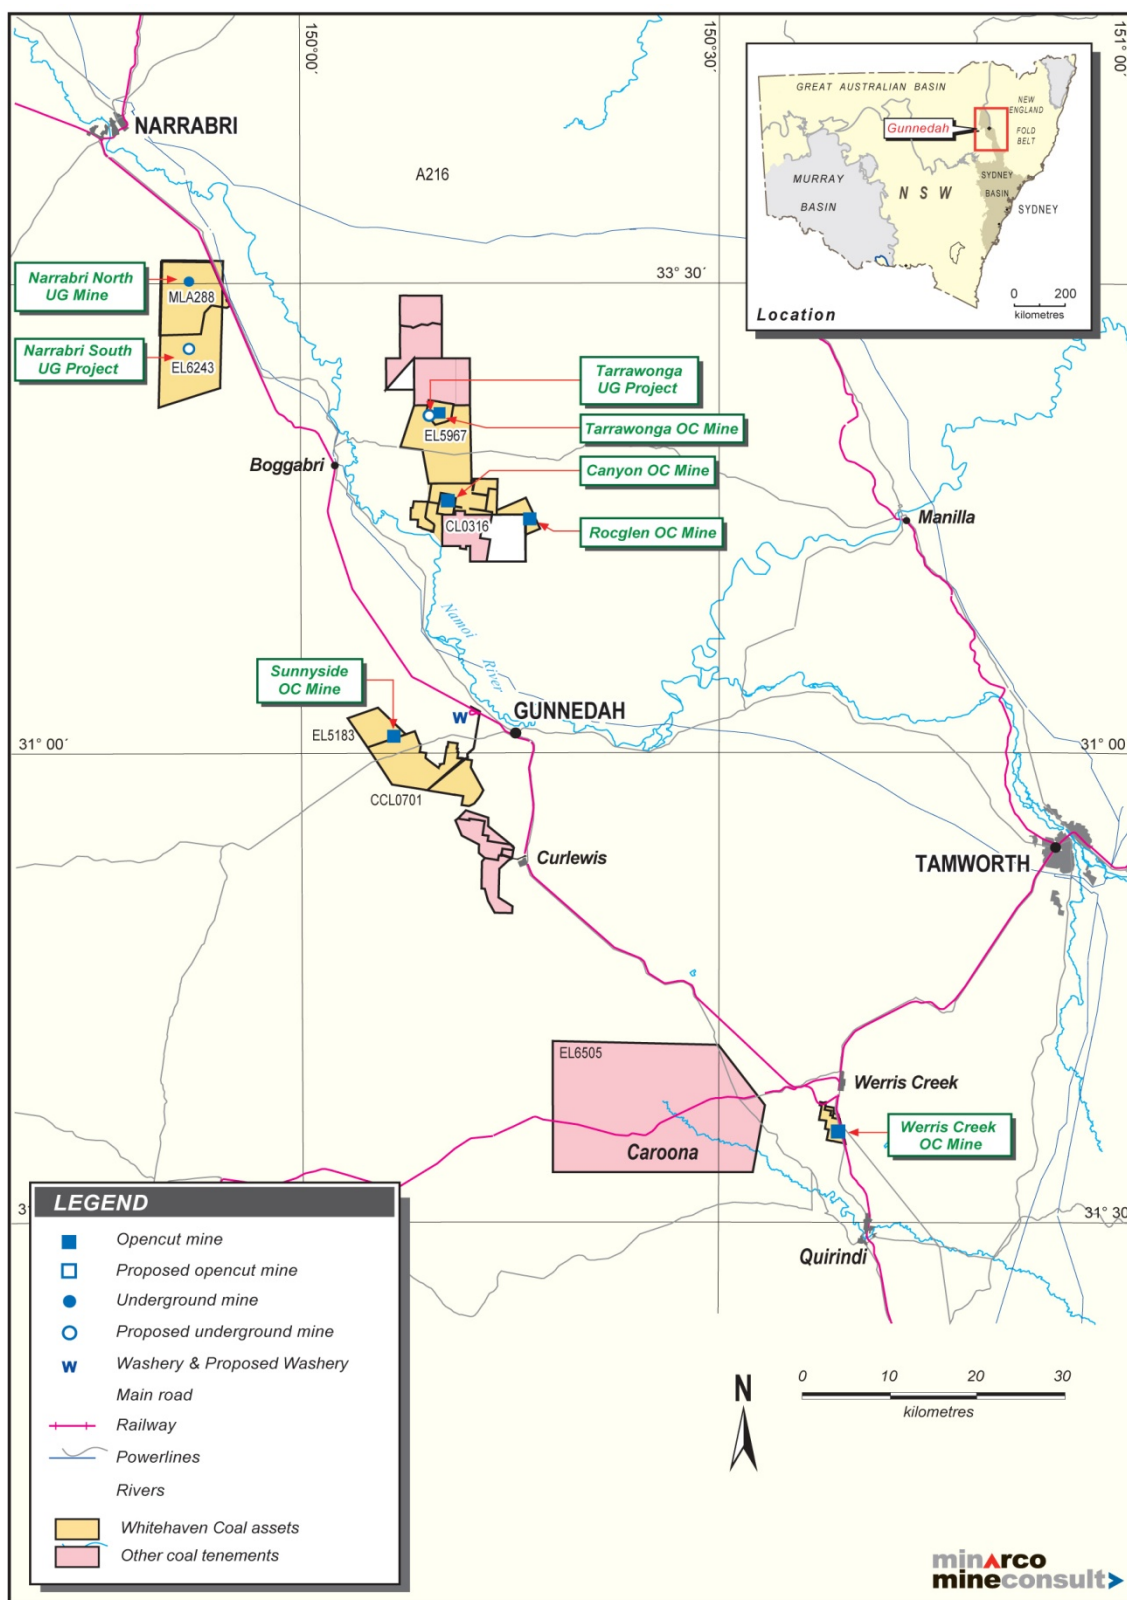 150°00´
150°30´
151°00´
NARRABRI
A216
33° 30´
GREAT AUSTRALIAN BASIN
NEW
ENGLAND
FOLD
BELT
Gunnedah
MURRAY
BASIN
N S W
SYDNEY
BASIN
SYDNEY
0 200
kilometres
Location
Narrabri North
UG Mine
MLA288
Narrabri South
UG Project
EL6243
Tarrawonga
UG Project
Tarrawonga OC Mine
EL5967
Boggabri
Canyon OC Mine
CL0316
Rocglen OC Mine
Manilla
Namoi
River
Sunnyside
OC Mine
W
GUNNEDAH
EL5183
31° 00´
31° 00
CCL0701
Curlewis
TAMWORTH
EL6505
Werris Creek
Werris Creek
OC Mine
Caroona
31° 30
Quirindi
LEGEND
Opencut mine
Proposed opencut mine
Underground mine
Proposed underground mine
W Washery & Proposed Washery
Main road
Railway
Powerlines
Rivers
Whitehaven Coal assets
Other coal tenements
N
0 10 20 30
kilometres
minarco
mineconsult